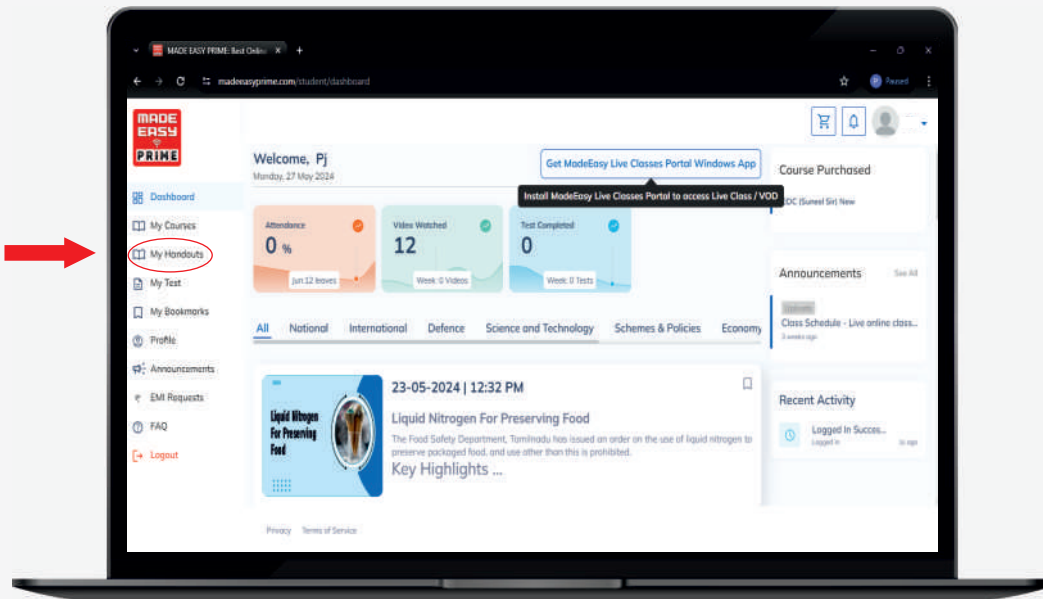 MADE EASY PRIME: Best Online
madeeasyprime.com/student/dashboard
Paused
MADE
EASY
PRIME
Welcome, Pj
Monday, 27 May 2024
Get MadeEasy Live Classes Portal Windows App
Install MadeEasy Live Classes Portal to access Live Class / VOD
Dashboard
My Courses
My Handouts
My Test
My Bookmarks
Profile
Announcements
EMI Requests
FAQ
Logout
Attendance
0 %
Jun:12 leaves
Video Watched
12
Week: 0 Videos
Test Completed
0
Week: 0 Tests
All National International Defence Science and Technology Schemes & Policies Economy
Liquid Nitrogen
For Preserving
Food
23-05-2024 | 12:32 PM
Liquid Nitrogen For Preserving Food
The Food Safety Department, Tamilnadu has issued an order on the use of liquid nitrogen to
preserve packaged food, and use other than this is prohibited.
Key Highlights ...
Course Purchased
(Suneel Sir) New
Announcements See All
Class Schedule - Live online class...
3 weeks ago
Recent Activity
Logged In Succes...
Logged In
Privacy Terms of Service